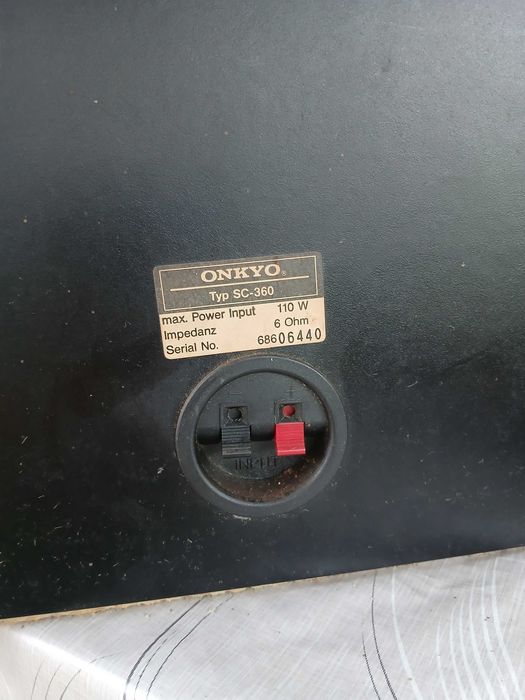 ONKYO®
Typ SC-360
max. Power Input 110 W
Impedanz 6 Ohm
Serial No. 68606440
- +
INPUT